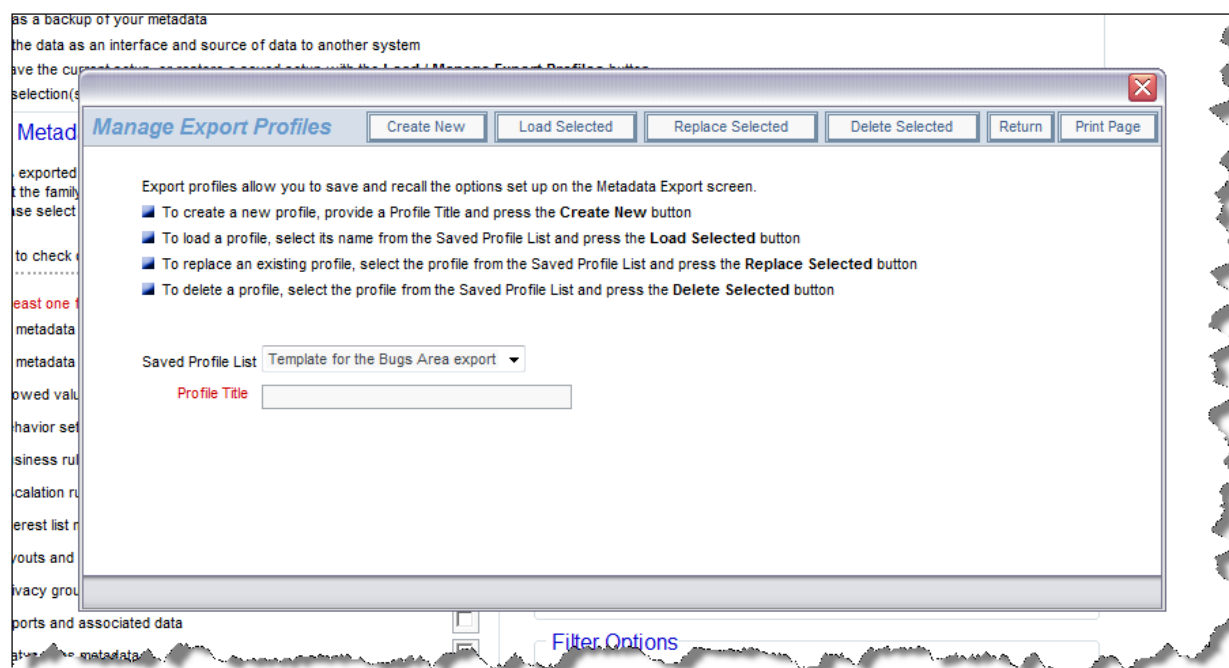 as a backup of your metadata
the data as an interface and source of data to another system
selection(s
Metad
Manage Export Profiles
Create New
Load Selected
Replace Selected
Delete Selected
Return
Print Page
exported
t the family
se select
to check
east one f
metadata
metadata
owed valu
havior set
siness rul
calation ru
erest list
youts and
ivacy grou
Export profiles allow you to save and recall the options set up on the Metadata Export screen.
To create a new profile, provide a Profile Title and press the Create New button
To load a profile, select its name from the Saved Profile List and press the Load Selected button
To replace an existing profile, select the profile from the Saved Profile List and press the Replace Selected button
To delete a profile, select the profile from the Saved Profile List and press the Delete Selected button
Saved Profile List Template for the Bugs Area export
Profile Title
ports and associated data
metadata
Filter Options